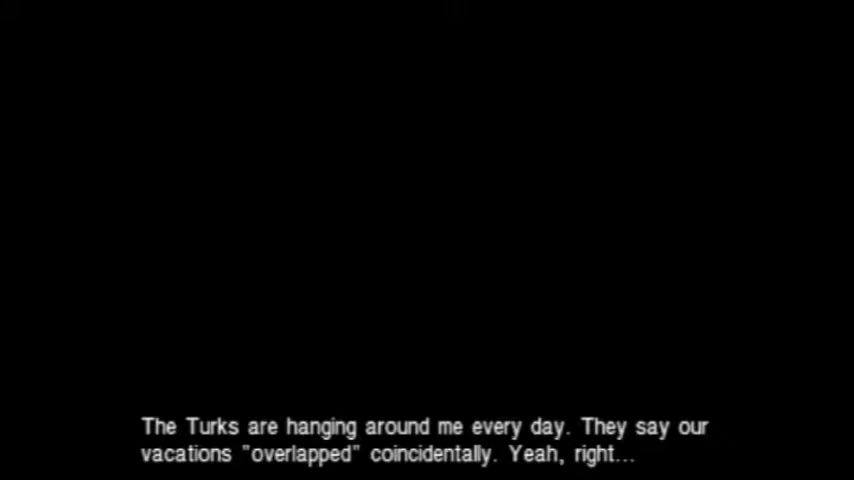 The Turks are hanging around me every day. They say our
vacations "overlapped" coincidentally. Yeah, right...